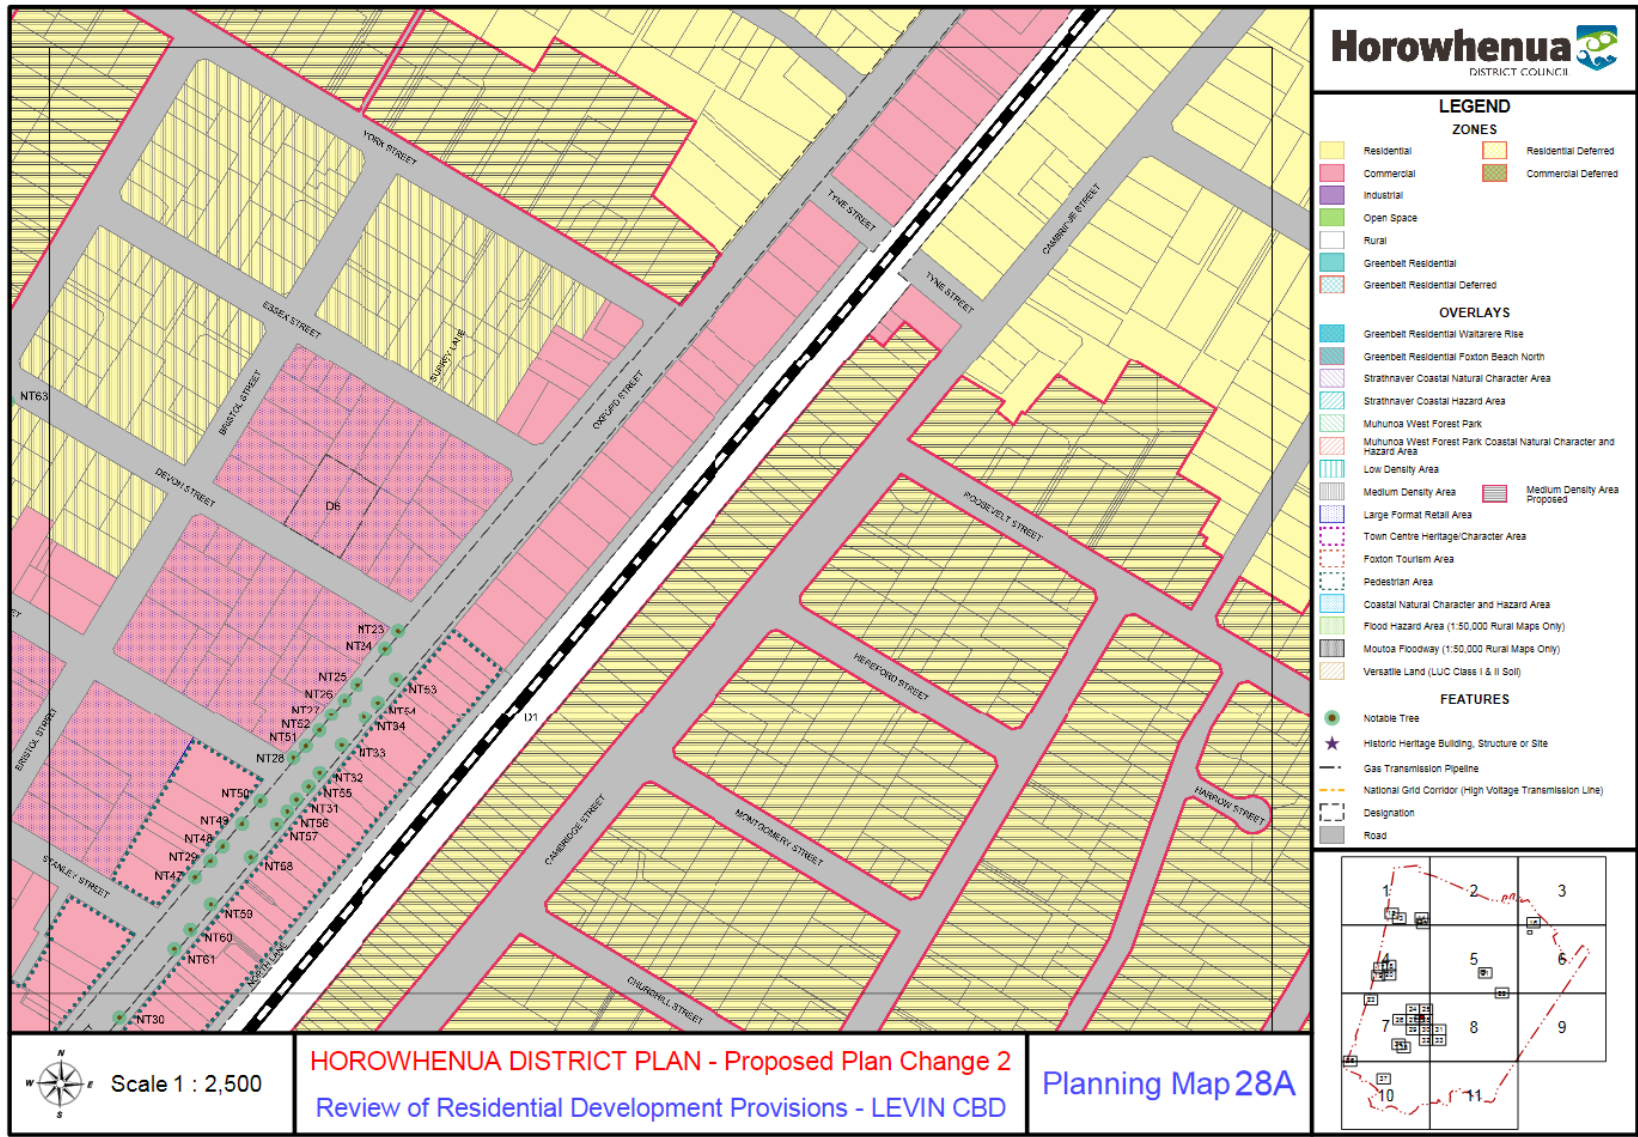 YORK STREET
TYNE STREET
CAMBRIDGE STREET
TYNE STREET
ESSEX STREET
SURREY LANE
OXFORD STREET
BRISTOL STREET
NT63
DEVON STREET
D6
ROOSEVELT STREET
NT23
NT24
HEREFORD STREET
NT25
NT26
NT27
NT52
NT51
NT28
NT53
NT54
NT34
D1
NT33
BRISTOL STREET
NT32
NT55
NT31
NT56
NT57
NT50
NT49
NT48
NT29
NT47
NT58
HARROW STREET
MONTGOMERY STREET
CAMBRIDGE STREET
STANLEY STREET
NT59
NT60
NT61
NORTH LANE
CHURCHILL STREET
NT30
Horowhenua
DISTRICT COUNCIL
LEGEND
ZONES
Residential
Residential Deferred
Commercial
Commercial Deferred
Industrial
Open Space
Rural
Greenbelt Residential
Greenbelt Residential Deferred
OVERLAYS
Greenbelt Residential Waitarere Rise
Greenbelt Residential Foxton Beach North
Strathnaver Coastal Natural Character Area
Strathnaver Coastal Hazard Area
Muhunoa West Forest Park
Muhunoa West Forest Park Coastal Natural Character and
Hazard Area
Low Density Area
Medium Density Area
Medium Density Area
Proposed
Large Format Retail Area
Town Centre Heritage/Character Area
Foxton Tourism Area
Pedestrian Area
Coastal Natural Character and Hazard Area
Flood Hazard Area (1:50,000 Rural Maps Only)
Moutoa Floodway (1:50,000 Rural Maps Only)
Versatile Land (LUC Class I & II Soil)
FEATURES
Notable Tree
Historic Heritage Building, Structure or Site
Gas Transmission Pipeline
National Grid Corridor (High Voltage Transmission Line)
Designation
Road
1 2 3
4 5 6
7 8 9
10 11
N
W E
S
Scale 1 : 2,500
HOROWHENUA DISTRICT PLAN - Proposed Plan Change 2
Review of Residential Development Provisions - LEVIN CBD
Planning Map 28A